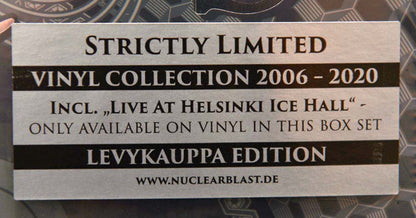 STRICTLY LIMITED
VINYL COLLECTION 2006 – 2020
INCL. „LIVE AT HELSINKI ICE HALL“ -
ONLY AVAILABLE ON VINYL IN THIS BOX SET
LEVYKAUPPA EDITION
WWW.NUCLEARBLAST.DE